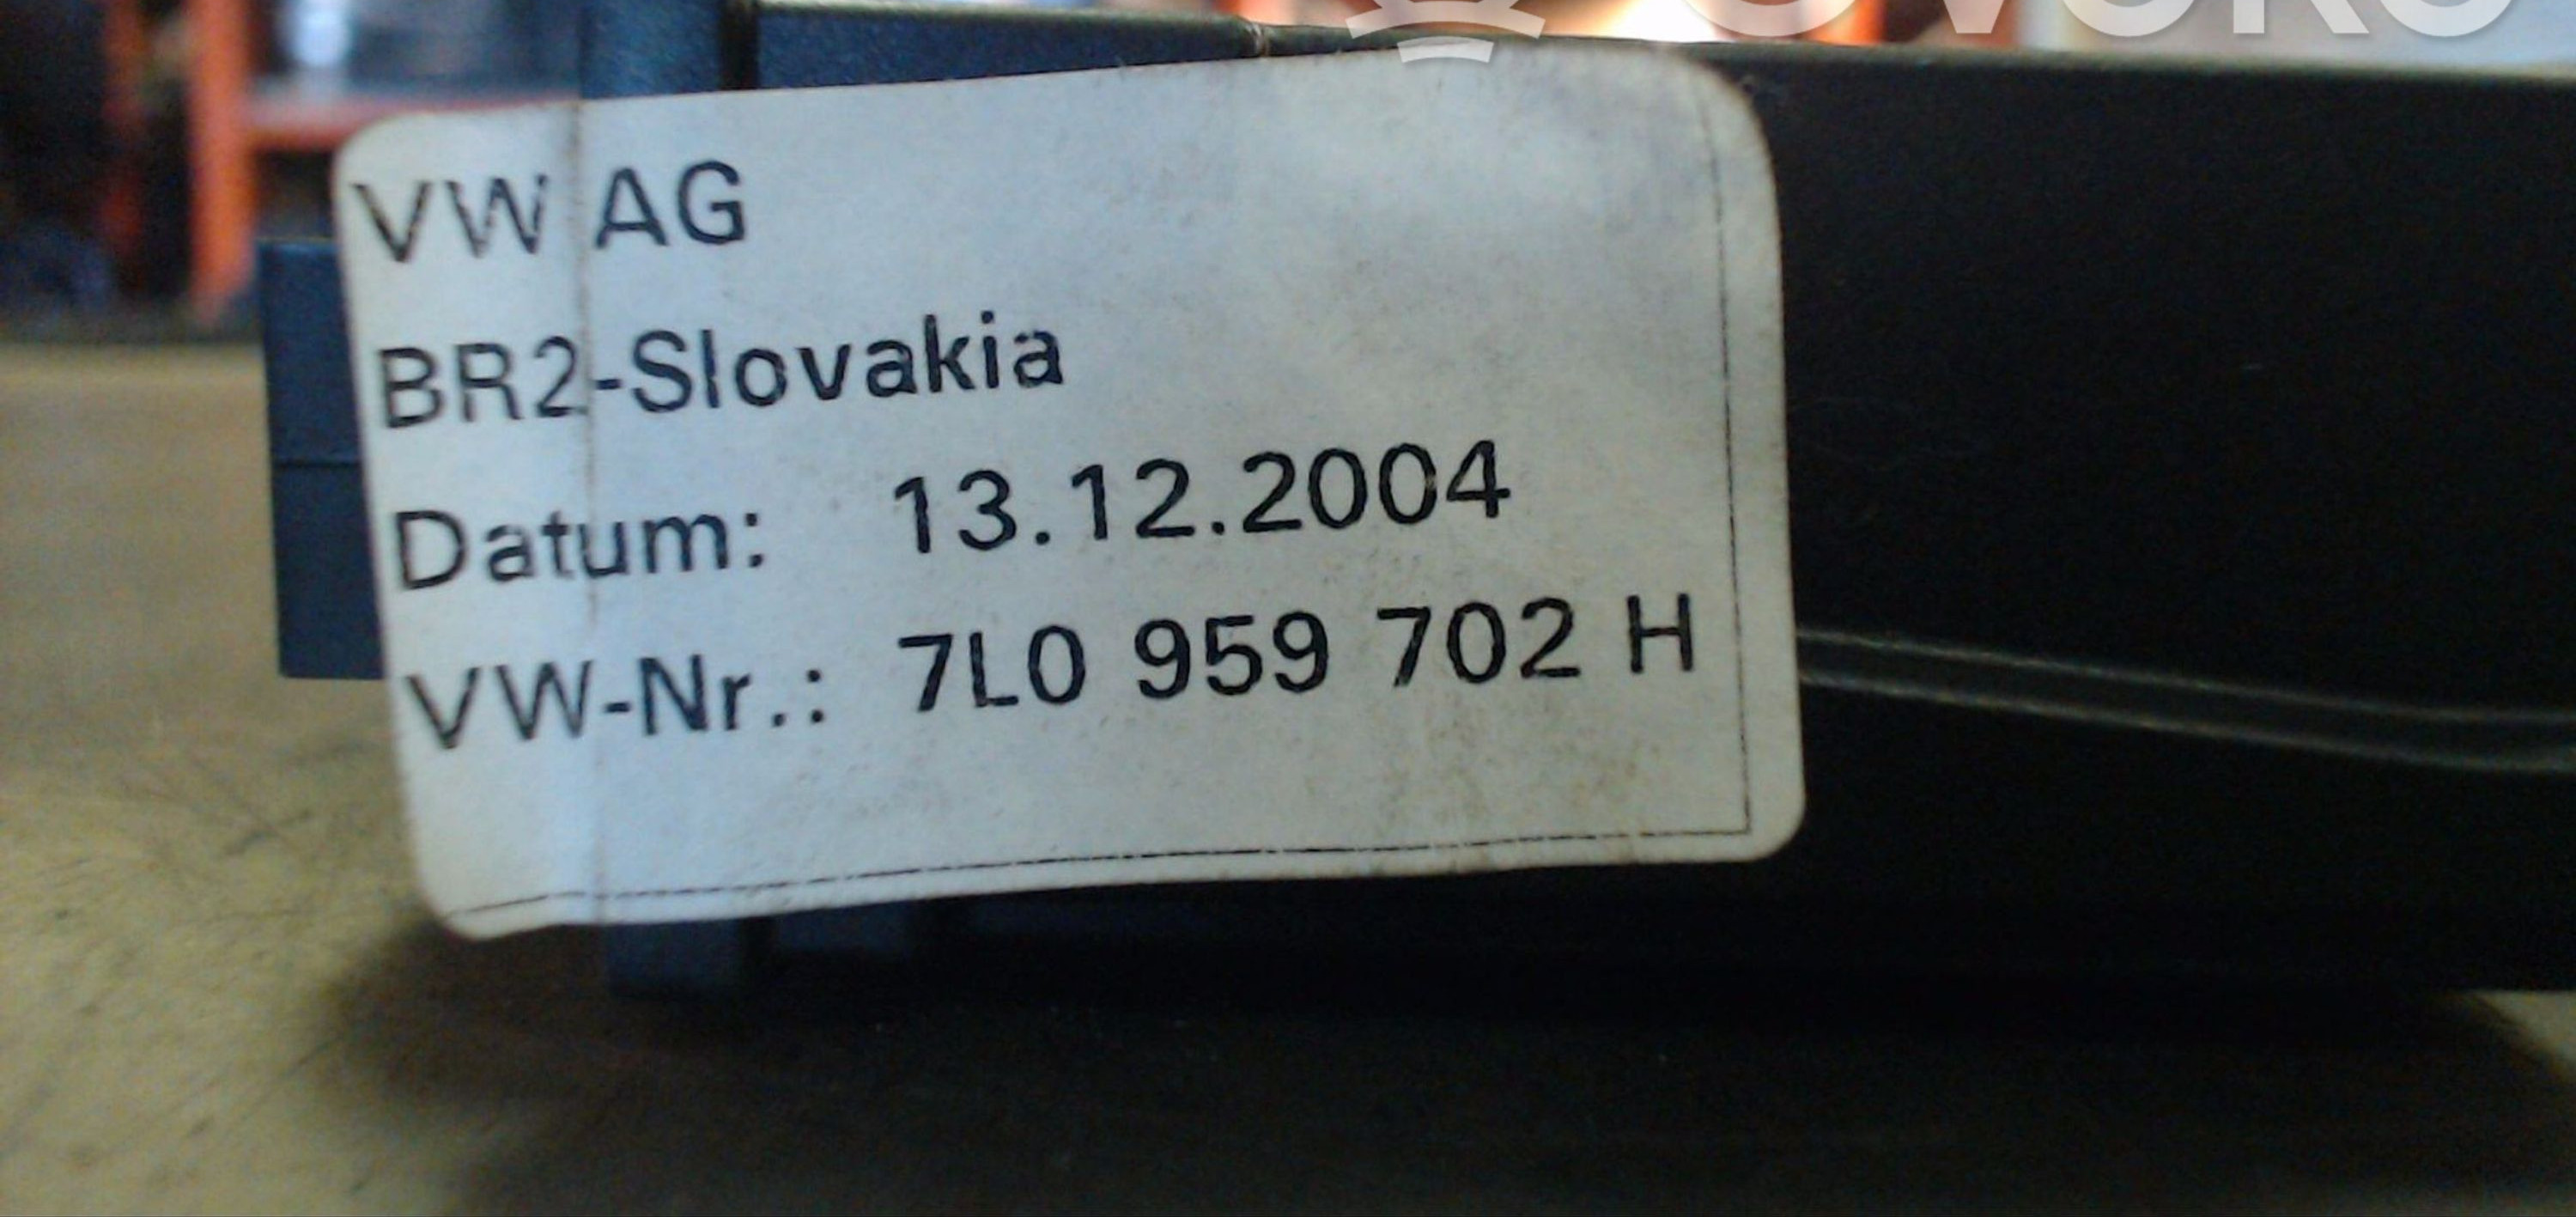 VW AG
BR2-Slovakia
Datum: 13.12.2004
VW-Nr.: 7L0 959 702 H